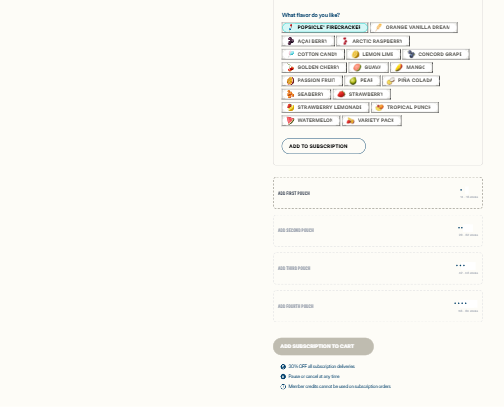 What flavor do you like?
POPSICLE® FIRECRACKER
ORANGE VANILLA DREAM
AÇAI BERRY
ARCTIC RASPBERRY
COTTON CANDY
LEMON LIME
CONCORD GRAPE
GOLDEN CHERRY
GUAVA
MANGO
PASSION FRUIT
PEAR
PIÑA COLADA
SEABERRY
STRAWBERRY
STRAWBERRY LEMONADE
TROPICAL PUNCH
WATERMELON
VARIETY PACK
ADD TO SUBSCRIPTION
ADD FIRST POUCH
ADD SECOND POUCH
ADD THIRD POUCH
ADD FOURTH POUCH
ADD SUBSCRIPTION TO CART
30% OFF all subscription deliveries
Pause or cancel at any time
Member credits cannot be used on subscription orders